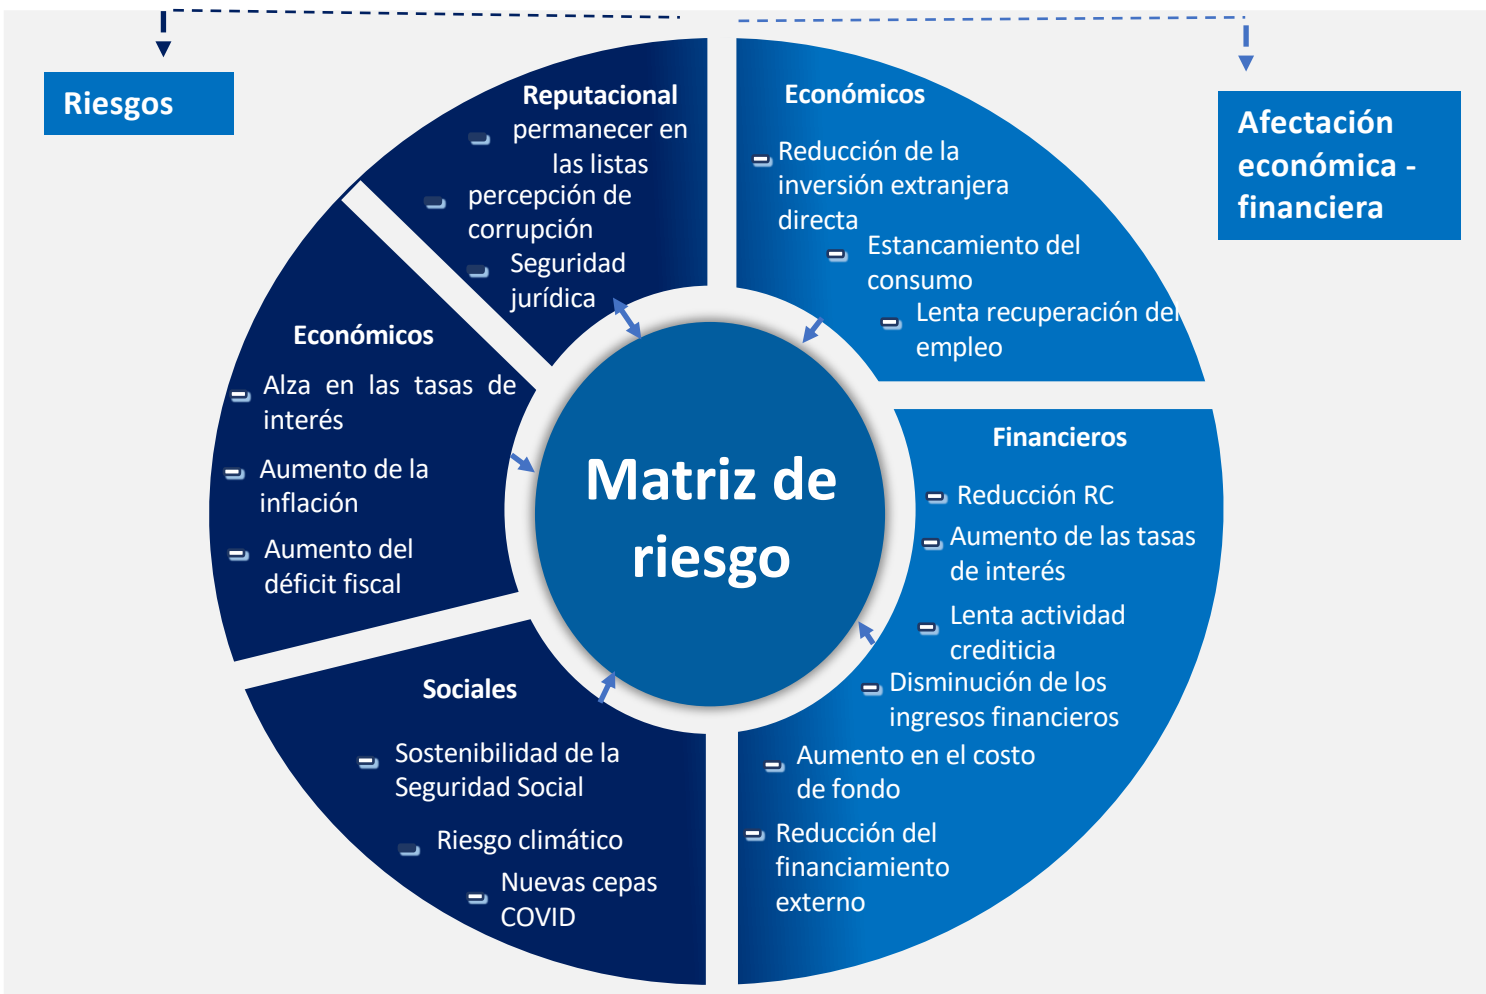 Riesgos
Reputacional
permanecer en
las listas
percepción de
corrupción
Seguridad
jurídica
Económicos
Alza en las tasas de
interés
Aumento de la
inflación
Aumento del
déficit fiscal
Sociales
Sostenibilidad de la
Seguridad Social
Riesgo climático
Nuevas cepas
COVID
Matriz de
riesgo
Afectación
económica -
financiera
Económicos
Reducción de la
inversión extranjera
directa
Estancamiento del
consumo
Lenta recuperación del
empleo
Financieros
Reducción RC
Aumento de las tasas
de interés
Lenta actividad
crediticia
Disminución de los
ingresos financieros
Aumento en el costo
de fondo
Reducción del
financiamiento
externo